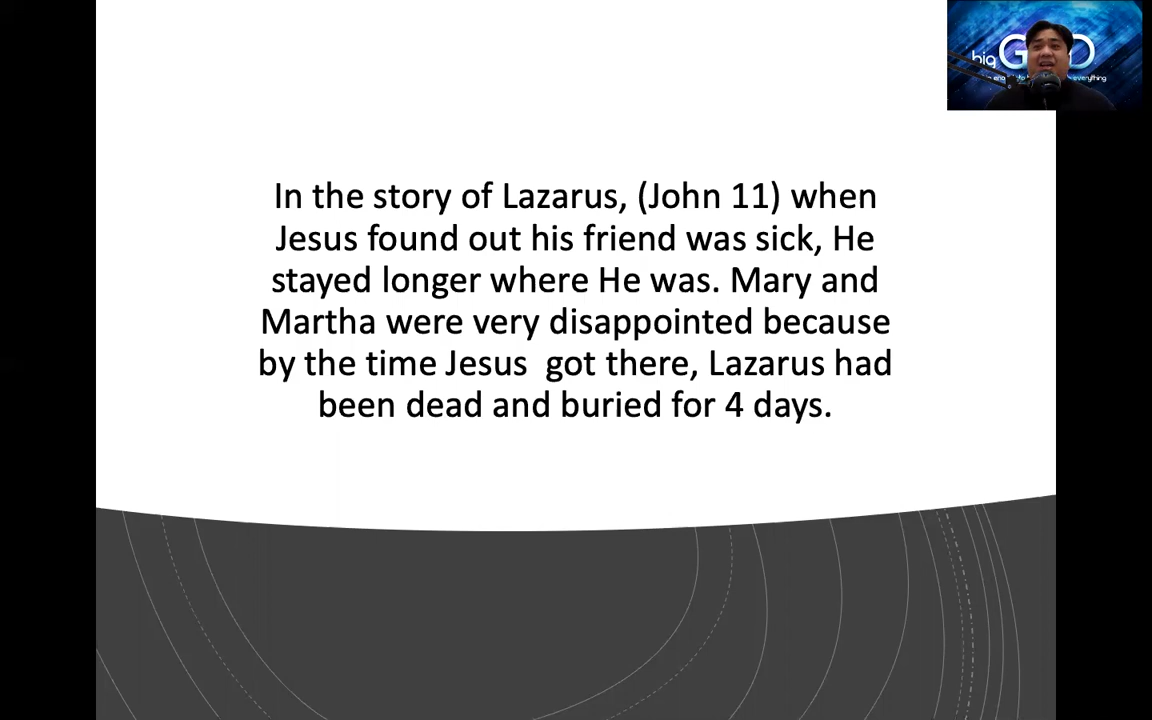 In the story of Lazarus, (John 11) when
Jesus found out his friend was sick, He
stayed longer where He was. Mary and
Martha were very disappointed because
by the time Jesus  got there, Lazarus had
been dead and buried for 4 days.
big
everything